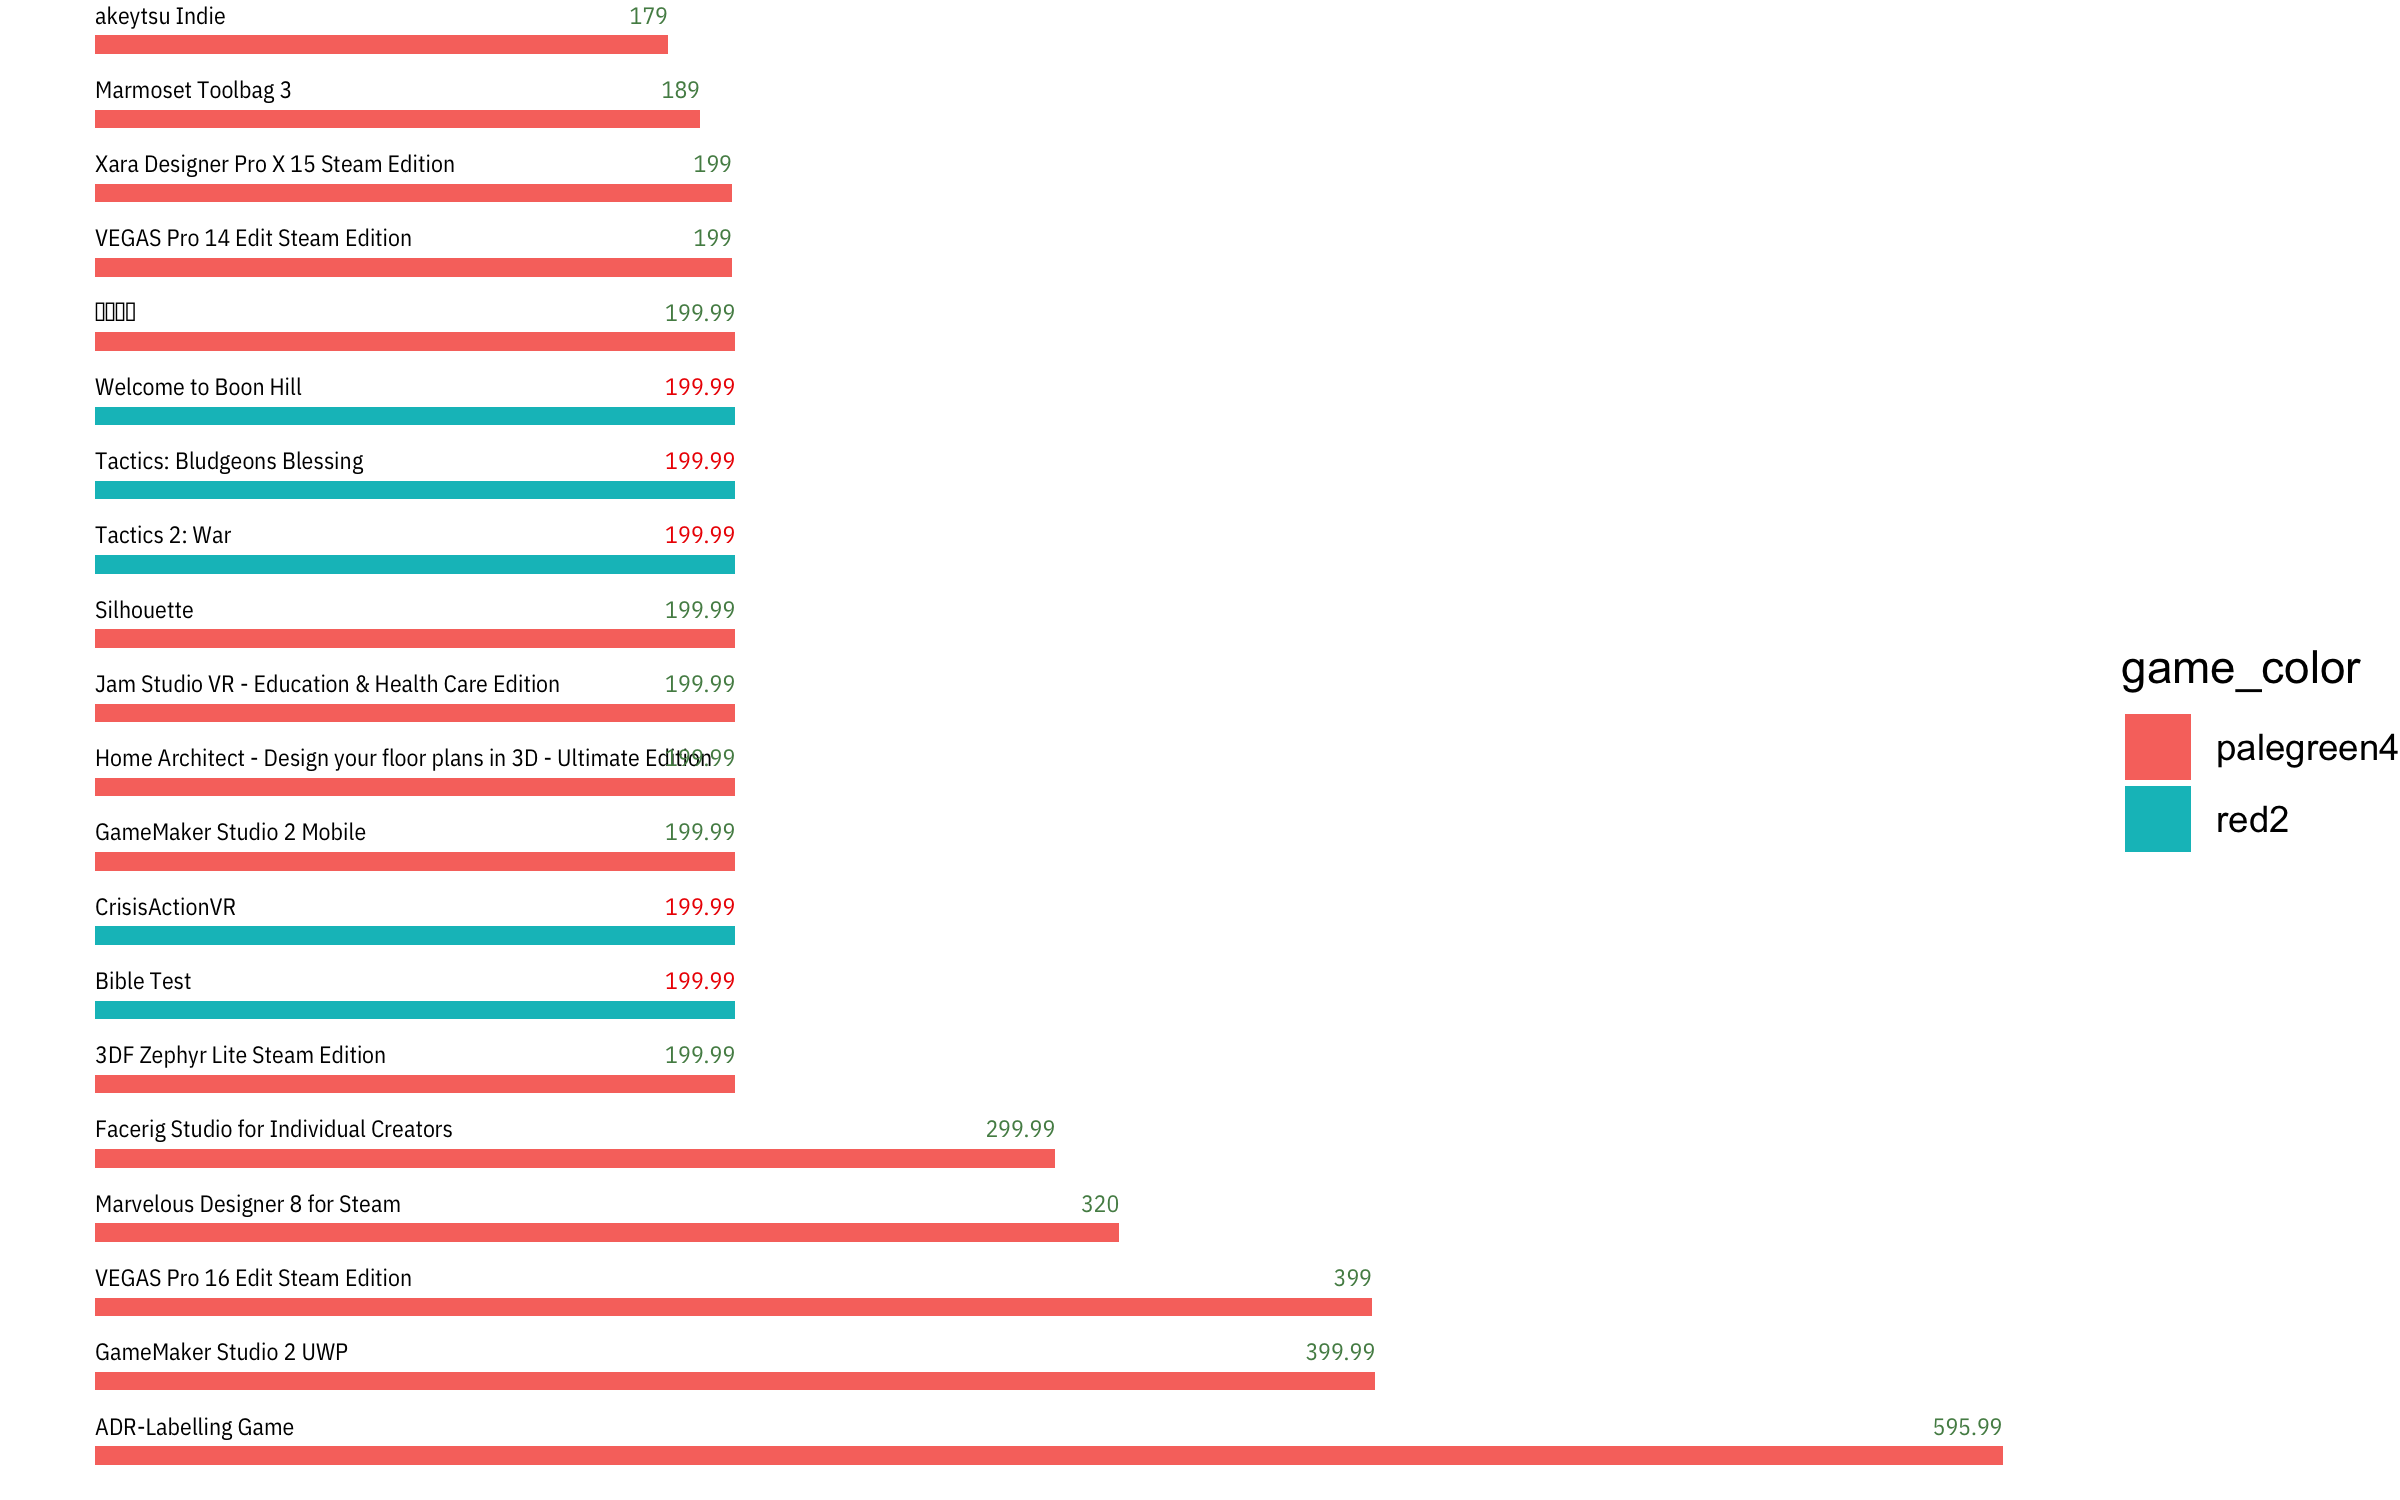 akeytsu Indie 179
Marmoset Toolbag 3 189
Xara Designer Pro X 15 Steam Edition 199
VEGAS Pro 14 Edit Steam Edition 199
199.99
Welcome to Boon Hill 199.99
Tactics: Bludgeons Blessing 199.99
Tactics 2: War 199.99
Silhouette 199.99
Jam Studio VR - Education & Health Care Edition 199.99
Home Architect - Design your floor plans in 3D - Ultimate Edition 199.99
GameMaker Studio 2 Mobile 199.99
CrisisActionVR 199.99
Bible Test 199.99
3DF Zephyr Lite Steam Edition 199.99
Facerig Studio for Individual Creators 299.99
Marvelous Designer 8 for Steam 320
VEGAS Pro 16 Edit Steam Edition 399
GameMaker Studio 2 UWP 399.99
ADR-Labelling Game 595.99
game_color
palegreen4
red2